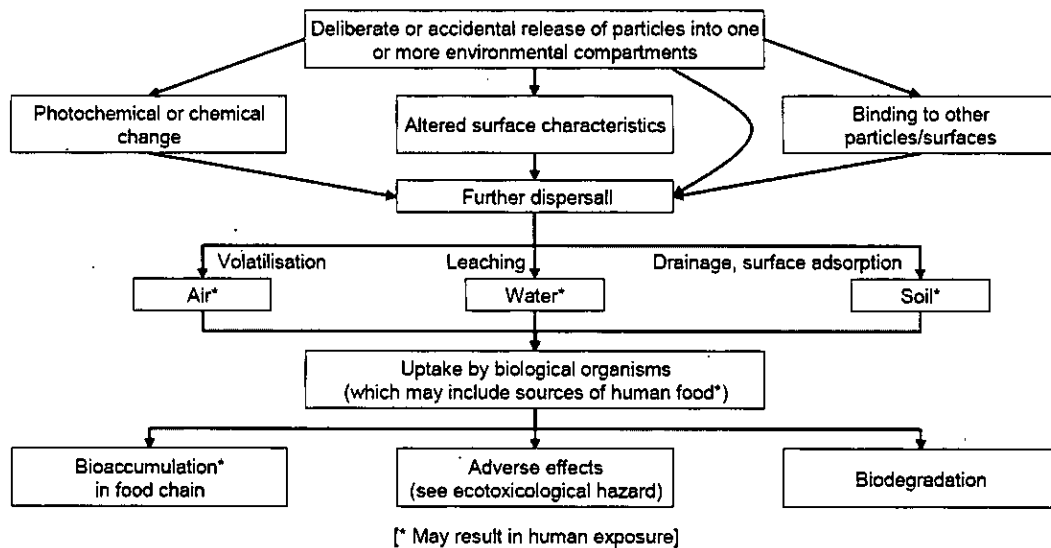 Deliberate or accidental release of particles into one
or more environmental compartments
Photochemical or chemical
change
Altered surface characteristics
Binding to other
particles/surfaces
Further dispersall
Volatilisation
Leaching
Drainage, surface adsorption
Air*
Water*
Soil*
Uptake by biological organisms
(which may include sources of human food*)
Bioaccumulation*
in food chain
Adverse effects
(see ecotoxicological hazard)
Biodegradation
[* May result in human exposure]